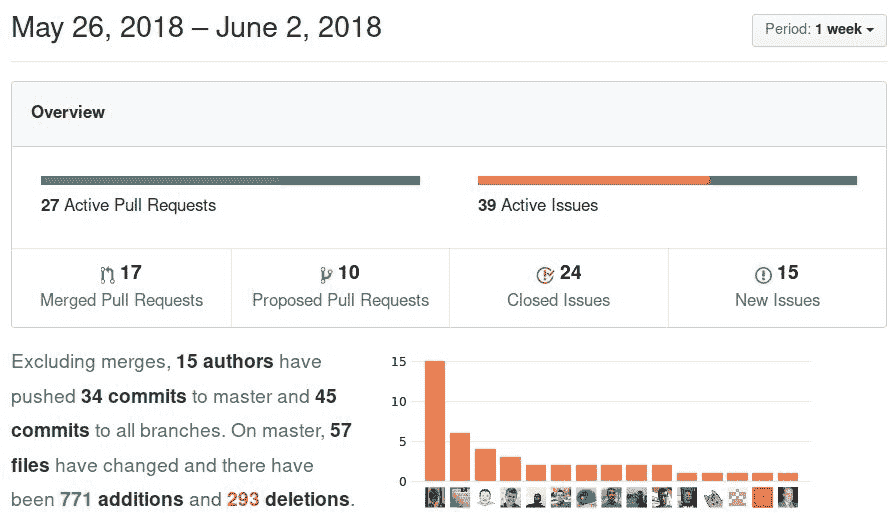 May 26, 2018 – June 2, 2018
Period: 1 week
Overview
27 Active Pull Requests
39 Active Issues
17
Merged Pull Requests
10
Proposed Pull Requests
24
Closed Issues
15
New Issues
Excluding merges, 15 authors have
pushed 34 commits to master and 45
commits to all branches. On master, 57
files have changed and there have
been 771 additions and 293 deletions.
15
10
5
0